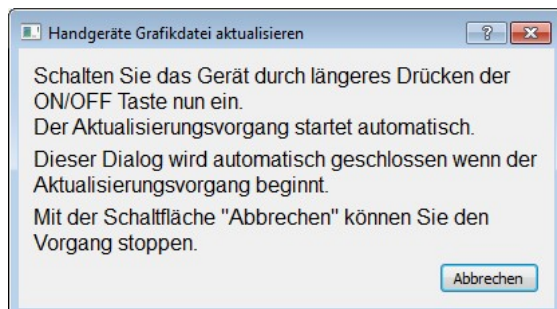 Handgeräte Grafikdatei aktualisieren
Schalten Sie das Gerät durch längeres Drücken der
ON/OFF Taste nun ein.
Der Aktualisierungsvorgang startet automatisch.
Dieser Dialog wird automatisch geschlossen wenn der
Aktualisierungsvorgang beginnt.
Mit der Schaltfläche "Abbrechen" können Sie den
Vorgang stoppen.
Abbrechen